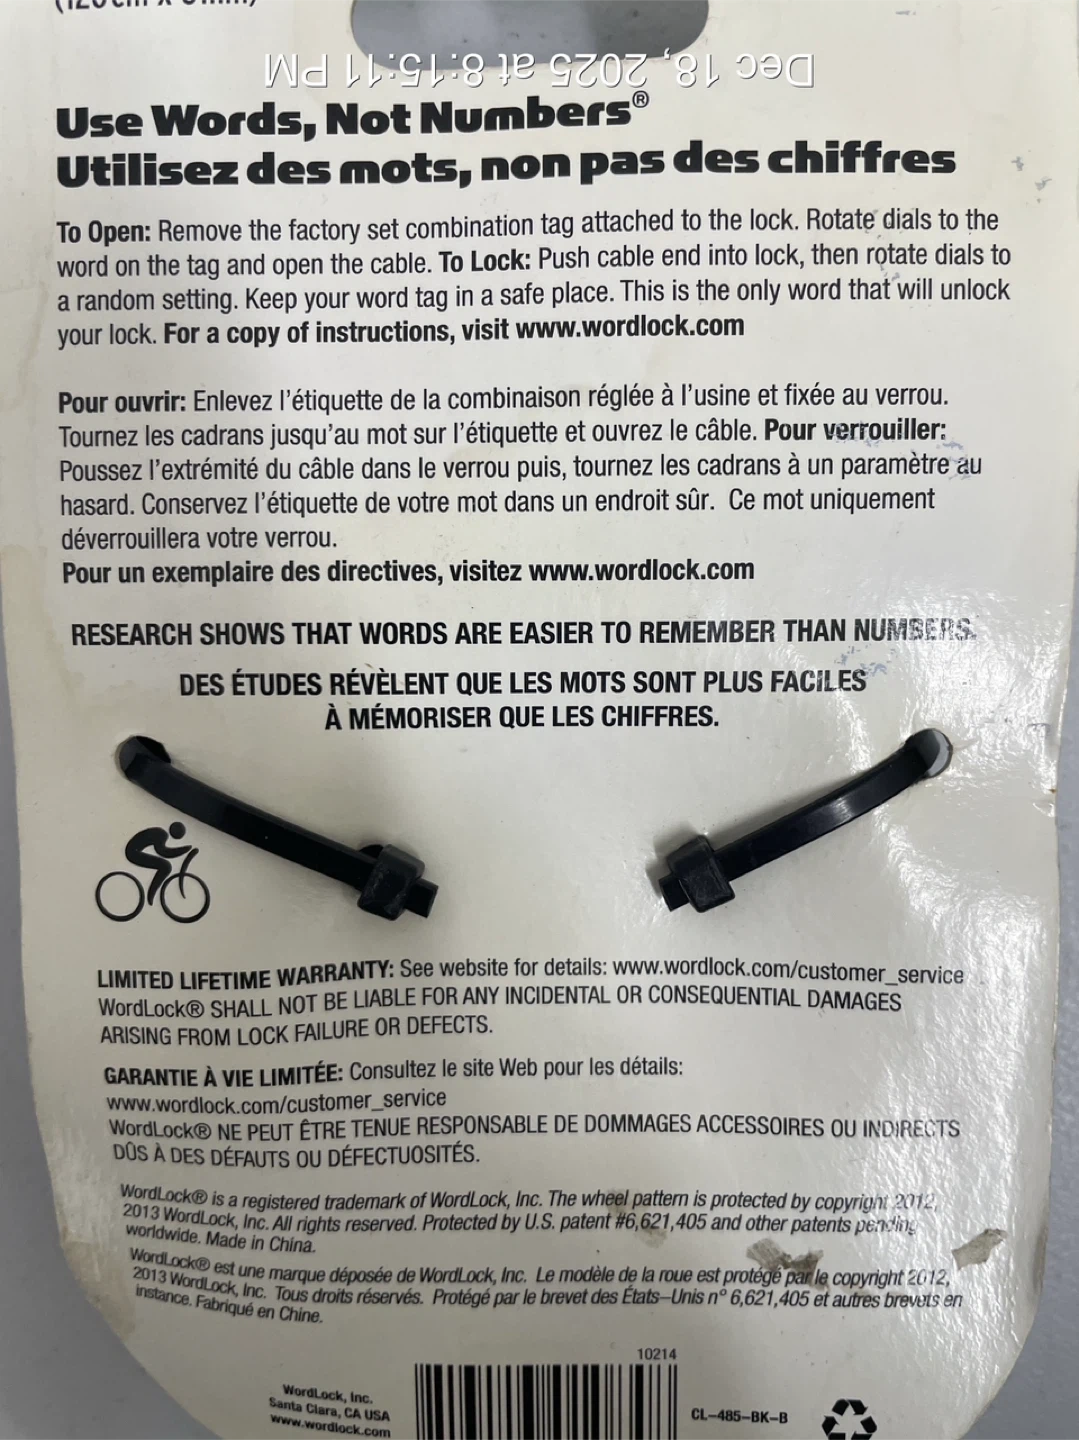 Dec 18, 2025 at 8:15:11 PM
Use Words, Not Numbers®
Utilisez des mots, non pas des chiffres
To Open: Remove the factory set combination tag attached to the lock. Rotate dials to the
word on the tag and open the cable. To Lock: Push cable end into lock, then rotate dials to
a random setting. Keep your word tag in a safe place. This is the only word that will unlock
your lock. For a copy of instructions, visit www.wordlock.com
Pour ouvrir: Enlevez l'étiquette de la combinaison réglée à l'usine et fixée au verrou.
Tournez les cadrans jusqu'au mot sur l'étiquette et ouvrez le câble. Pour verrouiller:
Poussez l'extrémité du câble dans le verrou puis, tournez les cadrans à un paramètre au
hasard. Conservez l'étiquette de votre mot dans un endroit sûr. Ce mot uniquement
déverrouillera votre verrou.
Pour un exemplaire des directives, visitez www.wordlock.com
RESEARCH SHOWS THAT WORDS ARE EASIER TO REMEMBER THAN NUMBERS.
DES ÉTUDES RÉVÈLENT QUE LES MOTS SONT PLUS FACILES
À MÉMORISER QUE LES CHIFFRES.
LIMITED LIFETIME WARRANTY: See website for details: www.wordlock.com/customer_service
WordLock® SHALL NOT BE LIABLE FOR ANY INCIDENTAL OR CONSEQUENTIAL DAMAGES
ARISING FROM LOCK FAILURE OR DEFECTS.
GARANTIE À VIE LIMITÉE: Consultez le site Web pour les détails:
www.wordlock.com/customer_service
WordLock® NE PEUT ÊTRE TENUE RESPONSABLE DE DOMMAGES ACCESSOIRES OU INDIRECTS
DÛS À DES DÉFAUTS OU DÉFECTUOSITÉS.
WordLock® is a registered trademark of WordLock, Inc. The wheel pattern is protected by copyright 2012,
2013 WordLock, Inc. All rights reserved. Protected by U.S. patent #6,621,405 and other patents pending
worldwide. Made in China.
WordLock® est une marque déposée de WordLock, Inc. Le modèle de la roue est protégé par le copyright 2012,
2013 WordLock, Inc. Tous droits réservés. Protégé par le brevet des États-Unis n° 6,621,405 et autres brevets en
instance. Fabriqué en Chine.
10214
WordLock, Inc.
Santa Clara, CA USA
www.wordlock.com
CL-485-BK-B